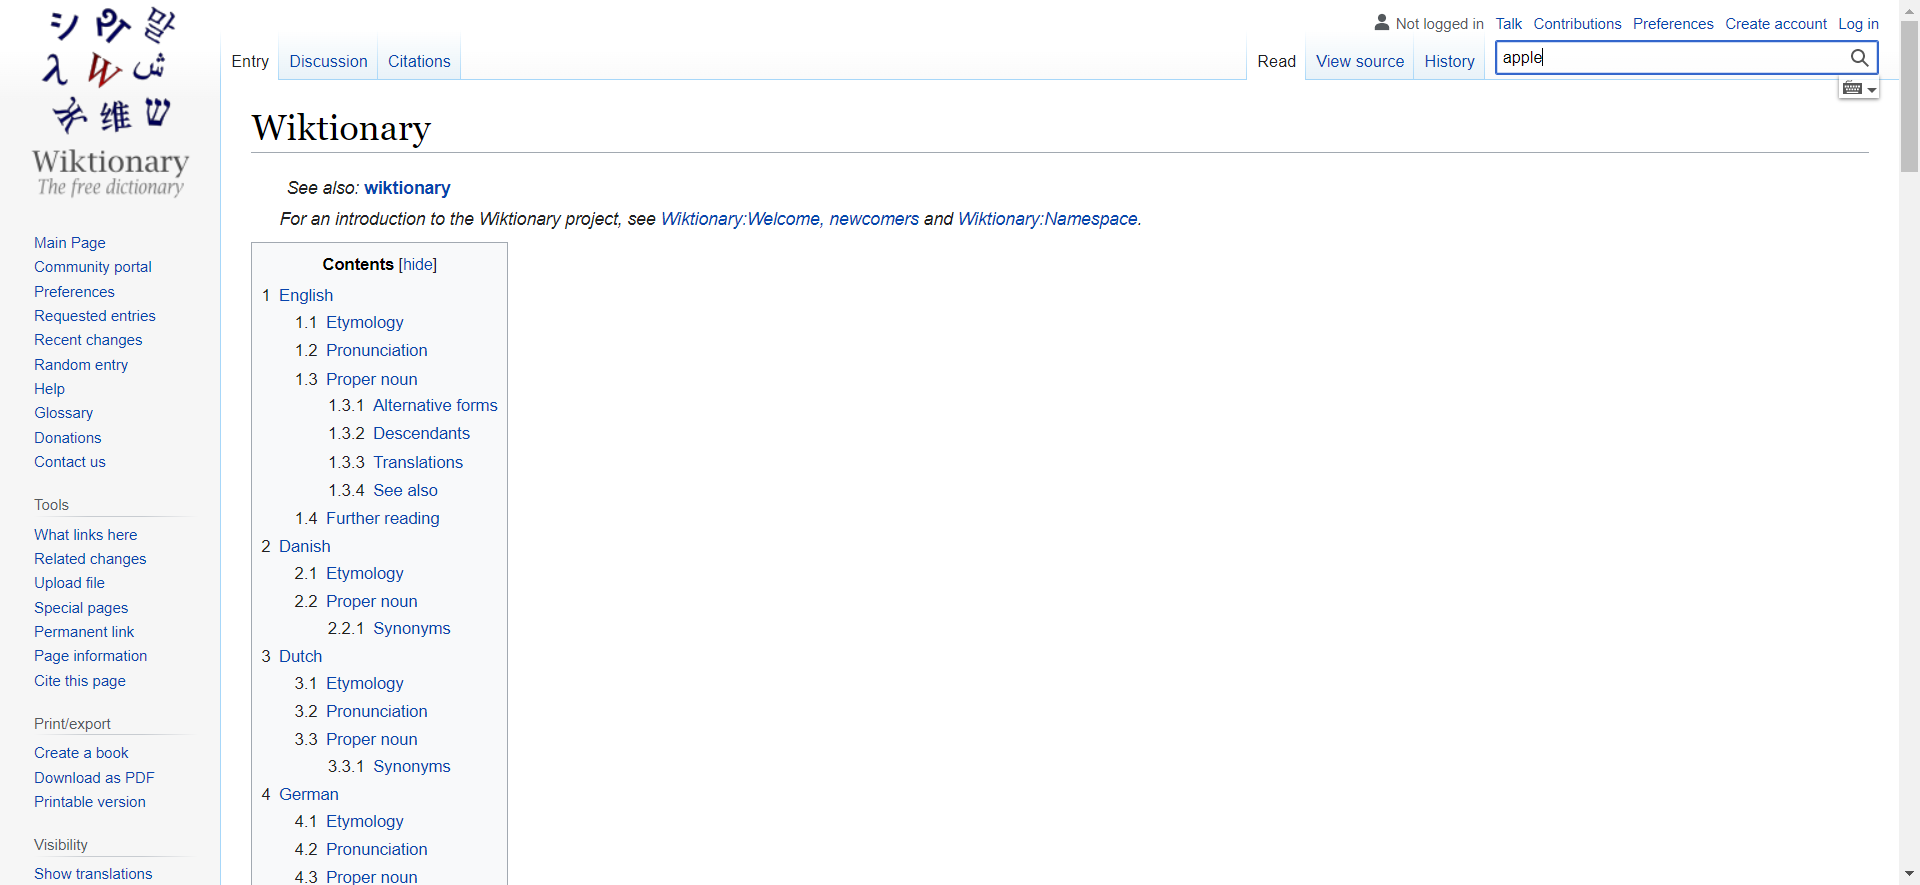 Not logged in Talk Contributions Preferences Create account Log in
Entry Discussion Citations Read View source History apple
Wiktionary
The free dictionary
Wiktionary
See also: wiktionary
For an introduction to the Wiktionary project, see Wiktionary:Welcome, newcomers and Wiktionary:Namespace.
Main Page
Community portal
Preferences
Requested entries
Recent changes
Random entry
Help
Glossary
Donations
Contact us
Tools
What links here
Related changes
Upload file
Special pages
Permanent link
Page information
Cite this page
Print/export
Create a book
Download as PDF
Printable version
Visibility
Show translations
Contents [hide]
1 English
1.1 Etymology
1.2 Pronunciation
1.3 Proper noun
1.3.1 Alternative forms
1.3.2 Descendants
1.3.3 Translations
1.3.4 See also
1.4 Further reading
2 Danish
2.1 Etymology
2.2 Proper noun
2.2.1 Synonyms
3 Dutch
3.1 Etymology
3.2 Pronunciation
3.3 Proper noun
3.3.1 Synonyms
4 German
4.1 Etymology
4.2 Pronunciation
4.3 Proper noun